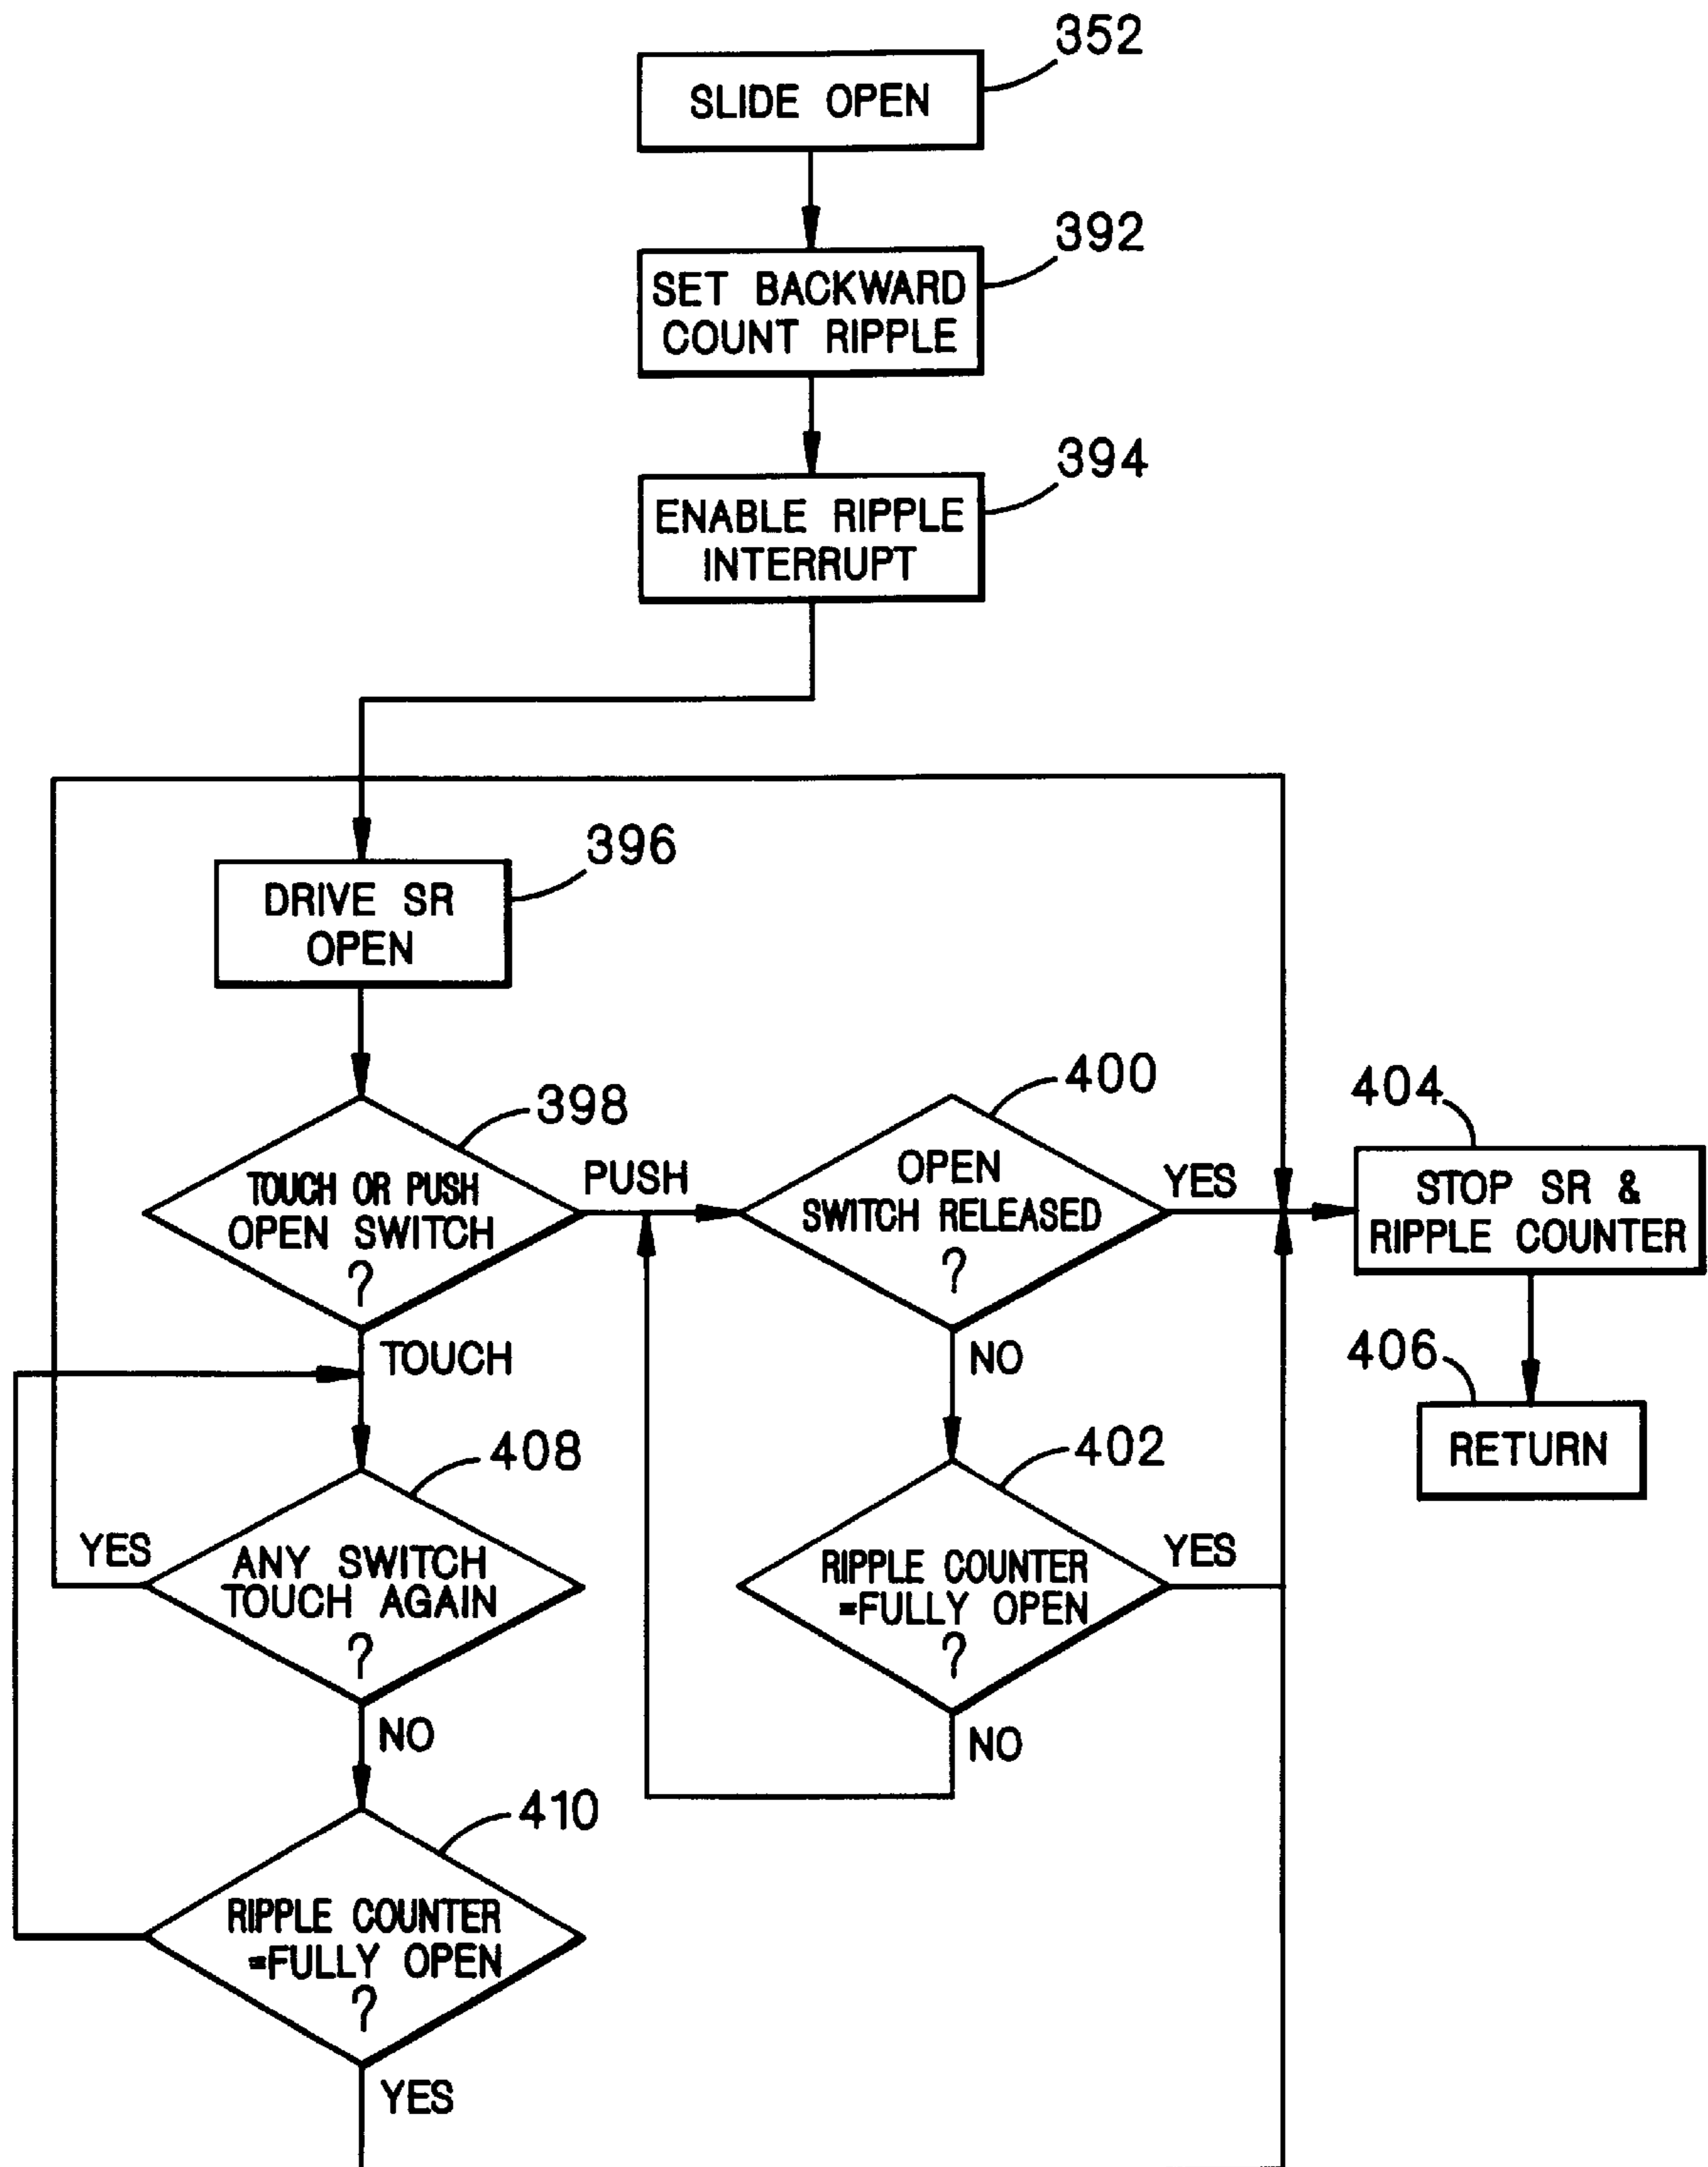 352
SLIDE OPEN
392
SET BACKWARD
COUNT RIPPLE
394
ENABLE RIPPLE
INTERRUPT
396
DRIVE SR
OPEN
398
TOUCH OR PUSH
OPEN SWITCH
?
PUSH
TOUCH
400
OPEN
SWITCH RELEASED
?
YES
NO
404
STOP SR &
RIPPLE COUNTER
406
RETURN
402
RIPPLE COUNTER
=FULLY OPEN
?
YES
NO
408
ANY SWITCH
TOUCH AGAIN
?
YES
NO
410
RIPPLE COUNTER
=FULLY OPEN
?
YES